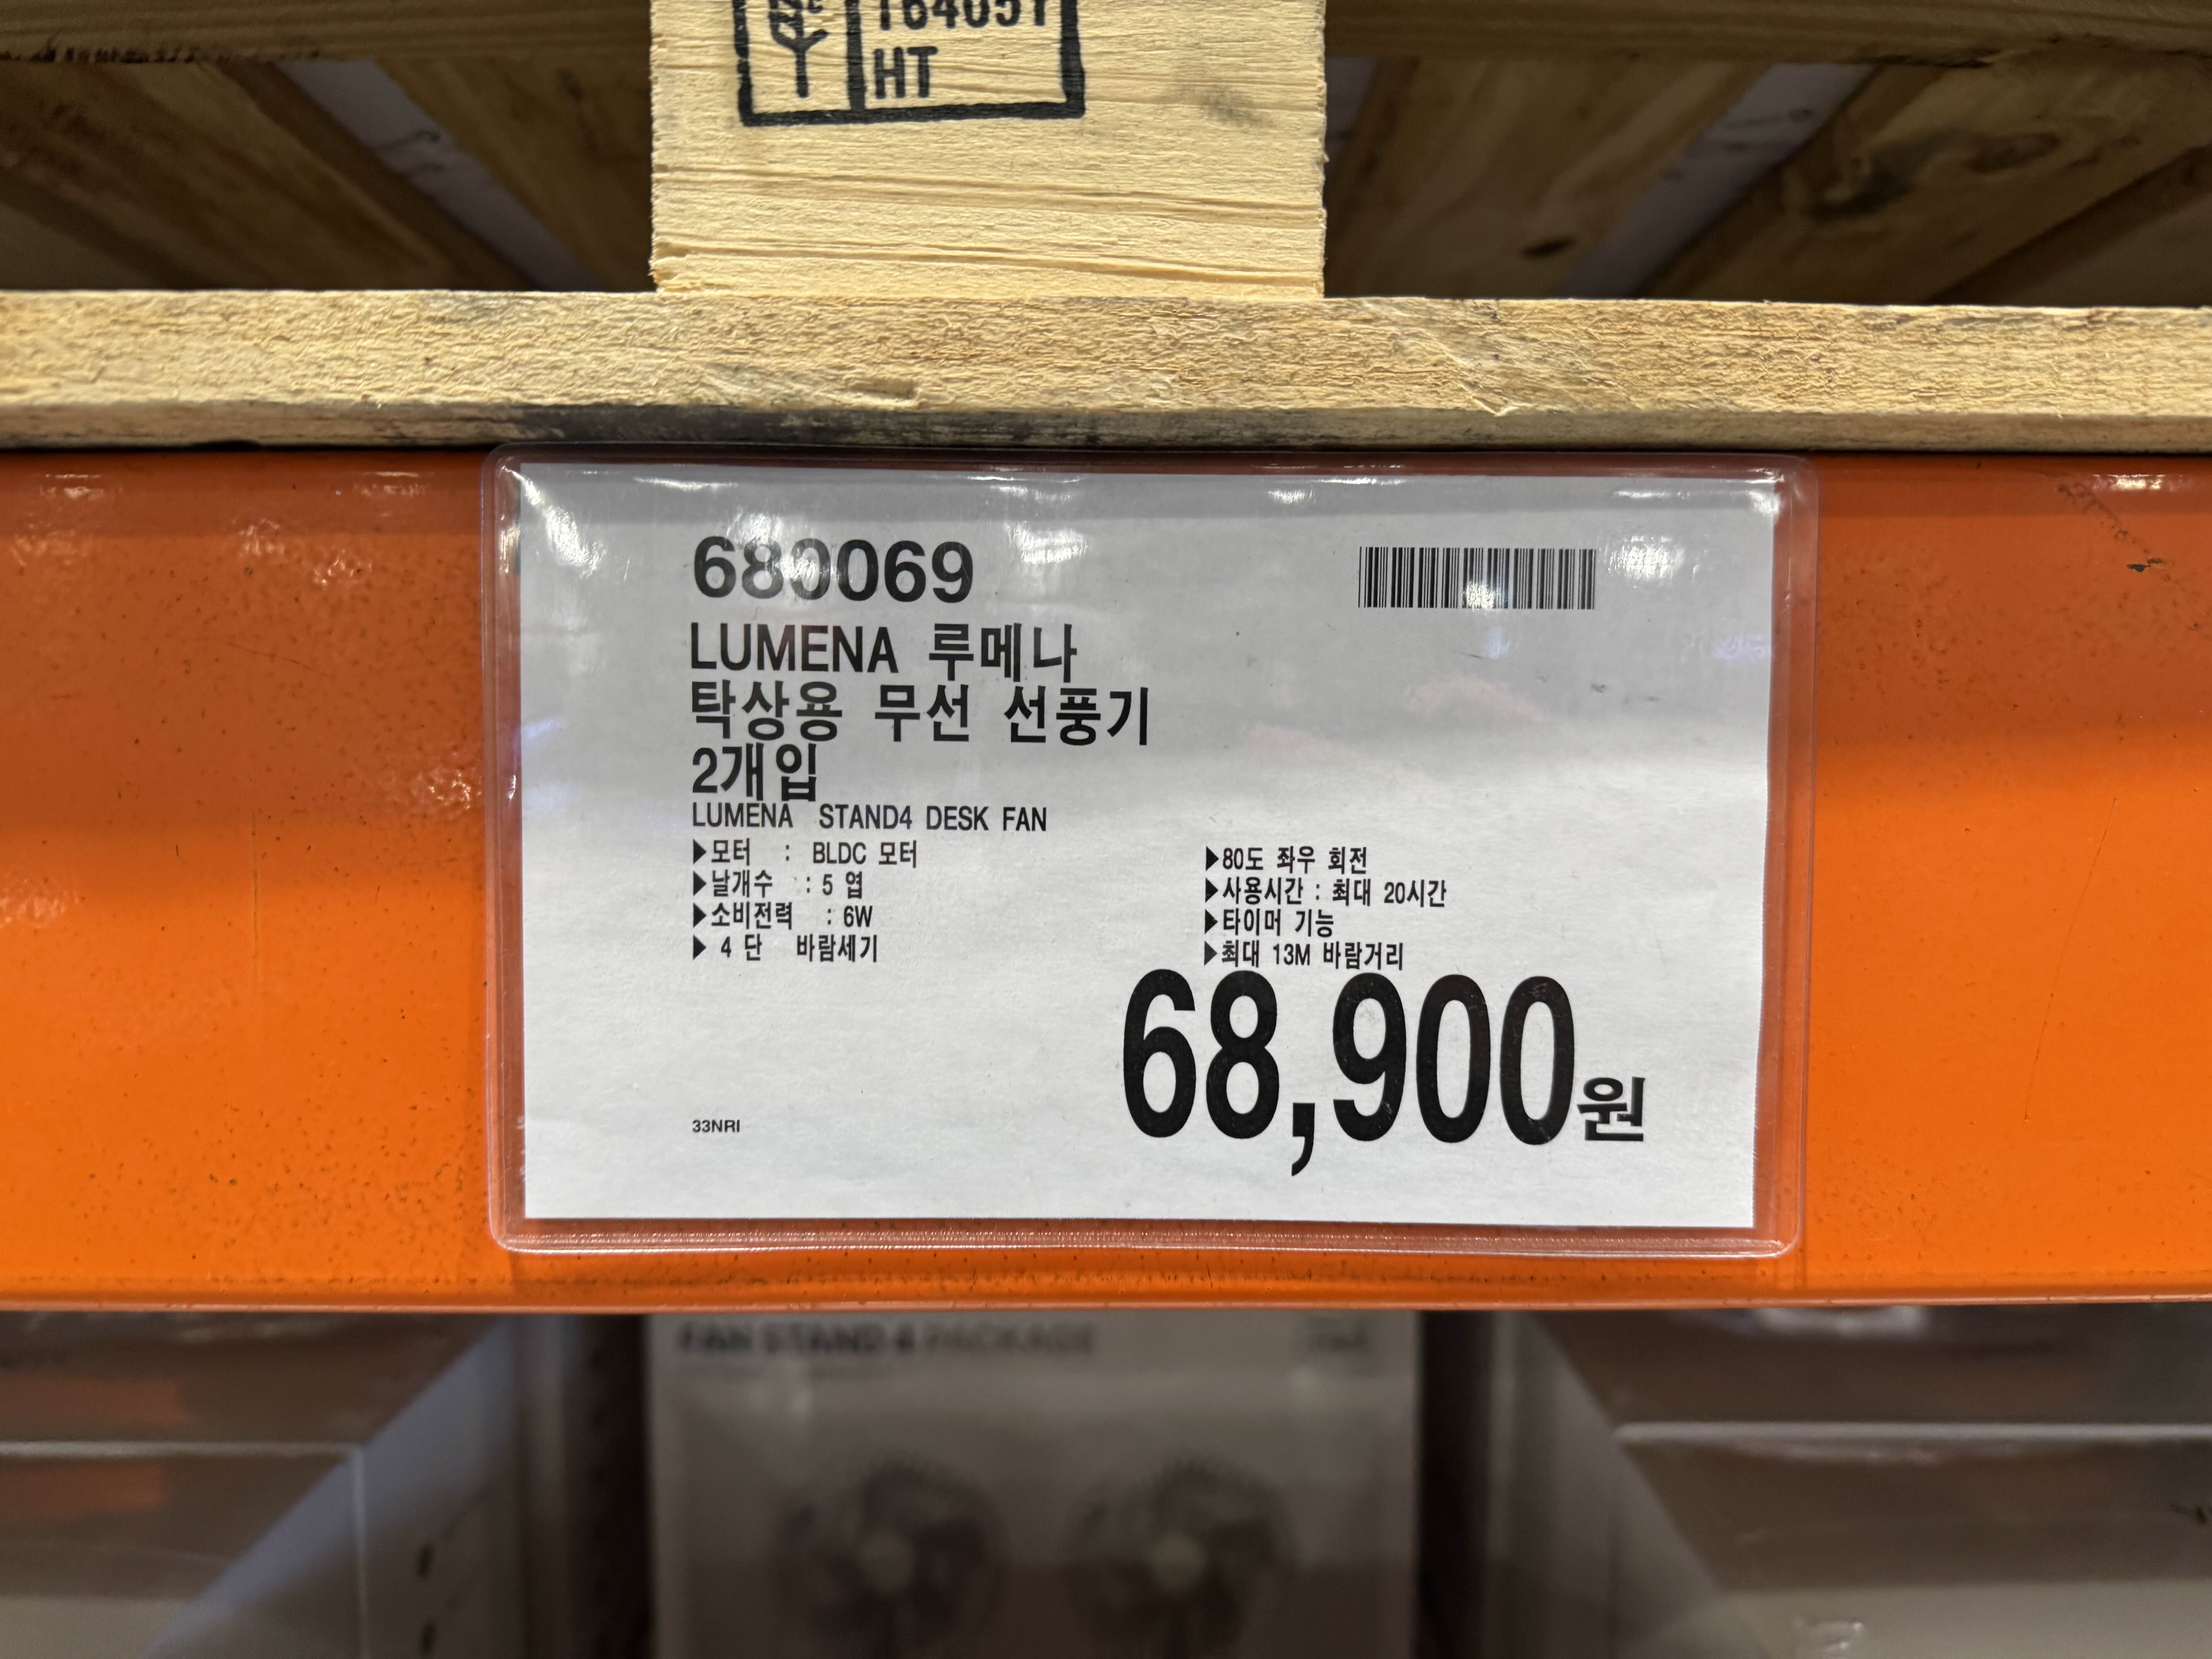 HT
680069
LUMENA 루메나
탁상용 무선 선풍기
2개입
LUMENA STAND4 DESK FAN
▶모터 : BLDC 모터
▶날개수 : 5 엽
▶소비전력 : 6W
▶ 4 단 바람세기
▶80도 좌우 회전
▶사용시간 : 최대 20시간
▶타이머 기능
▶최대 13M 바람거리
68,900원
33NRI
FAN STAND 4 PACKAGE